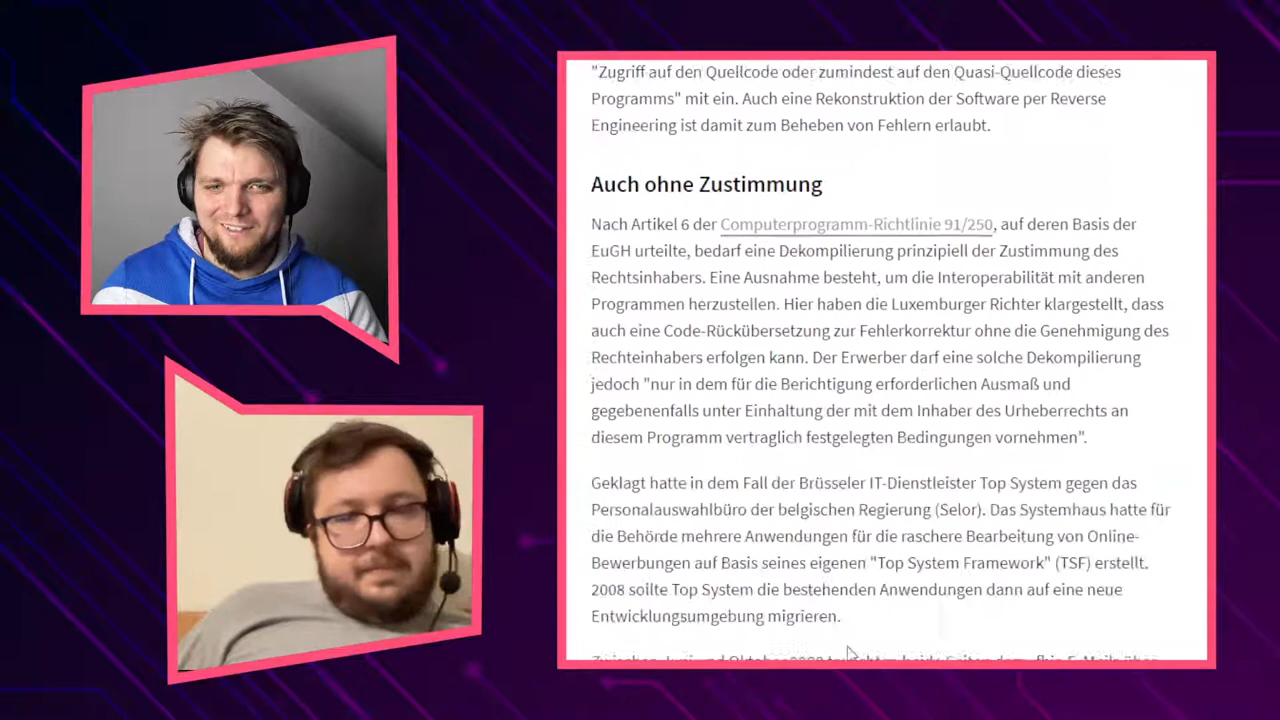 "Zugriff auf den Quellcode oder zumindest auf den Quasi-Quellcode dieses
Programms" mit ein. Auch eine Rekonstruktion der Software per Reverse
Engineering ist damit zum Beheben von Fehlern erlaubt.
Auch ohne Zustimmung
Nach Artikel 6 der Computerprogramm-Richtlinie 91/250, auf deren Basis der
EuGH urteilte, bedarf eine Dekompilierung prinzipiell der Zustimmung des
Rechtsinhabers. Eine Ausnahme besteht, um die Interoperabilität mit anderen
Programmen herzustellen. Hier haben die Luxemburger Richter klargestellt, dass
auch eine Code-Rückübersetzung zur Fehlerkorrektur ohne die Genehmigung des
Rechteinhabers erfolgen kann. Der Erwerber darf eine solche Dekompilierung
jedoch "nur in dem für die Berichtigung erforderlichen Ausmaß und
gegebenenfalls unter Einhaltung der mit dem Inhaber des Urheberrechts an
diesem Programm vertraglich festgelegten Bedingungen vornehmen".
Geklagt hatte in dem Fall der Brüsseler IT-Dienstleister Top System gegen das
Personalauswahlbüro der belgischen Regierung (Selor). Das Systemhaus hatte für
die Behörde mehrere Anwendungen für die raschere Bearbeitung von Online-
Bewerbungen auf Basis seines eigenen "Top System Framework" (TSF) erstellt.
2008 sollte Top System die bestehenden Anwendungen dann auf eine neue
Entwicklungsumgebung migrieren.